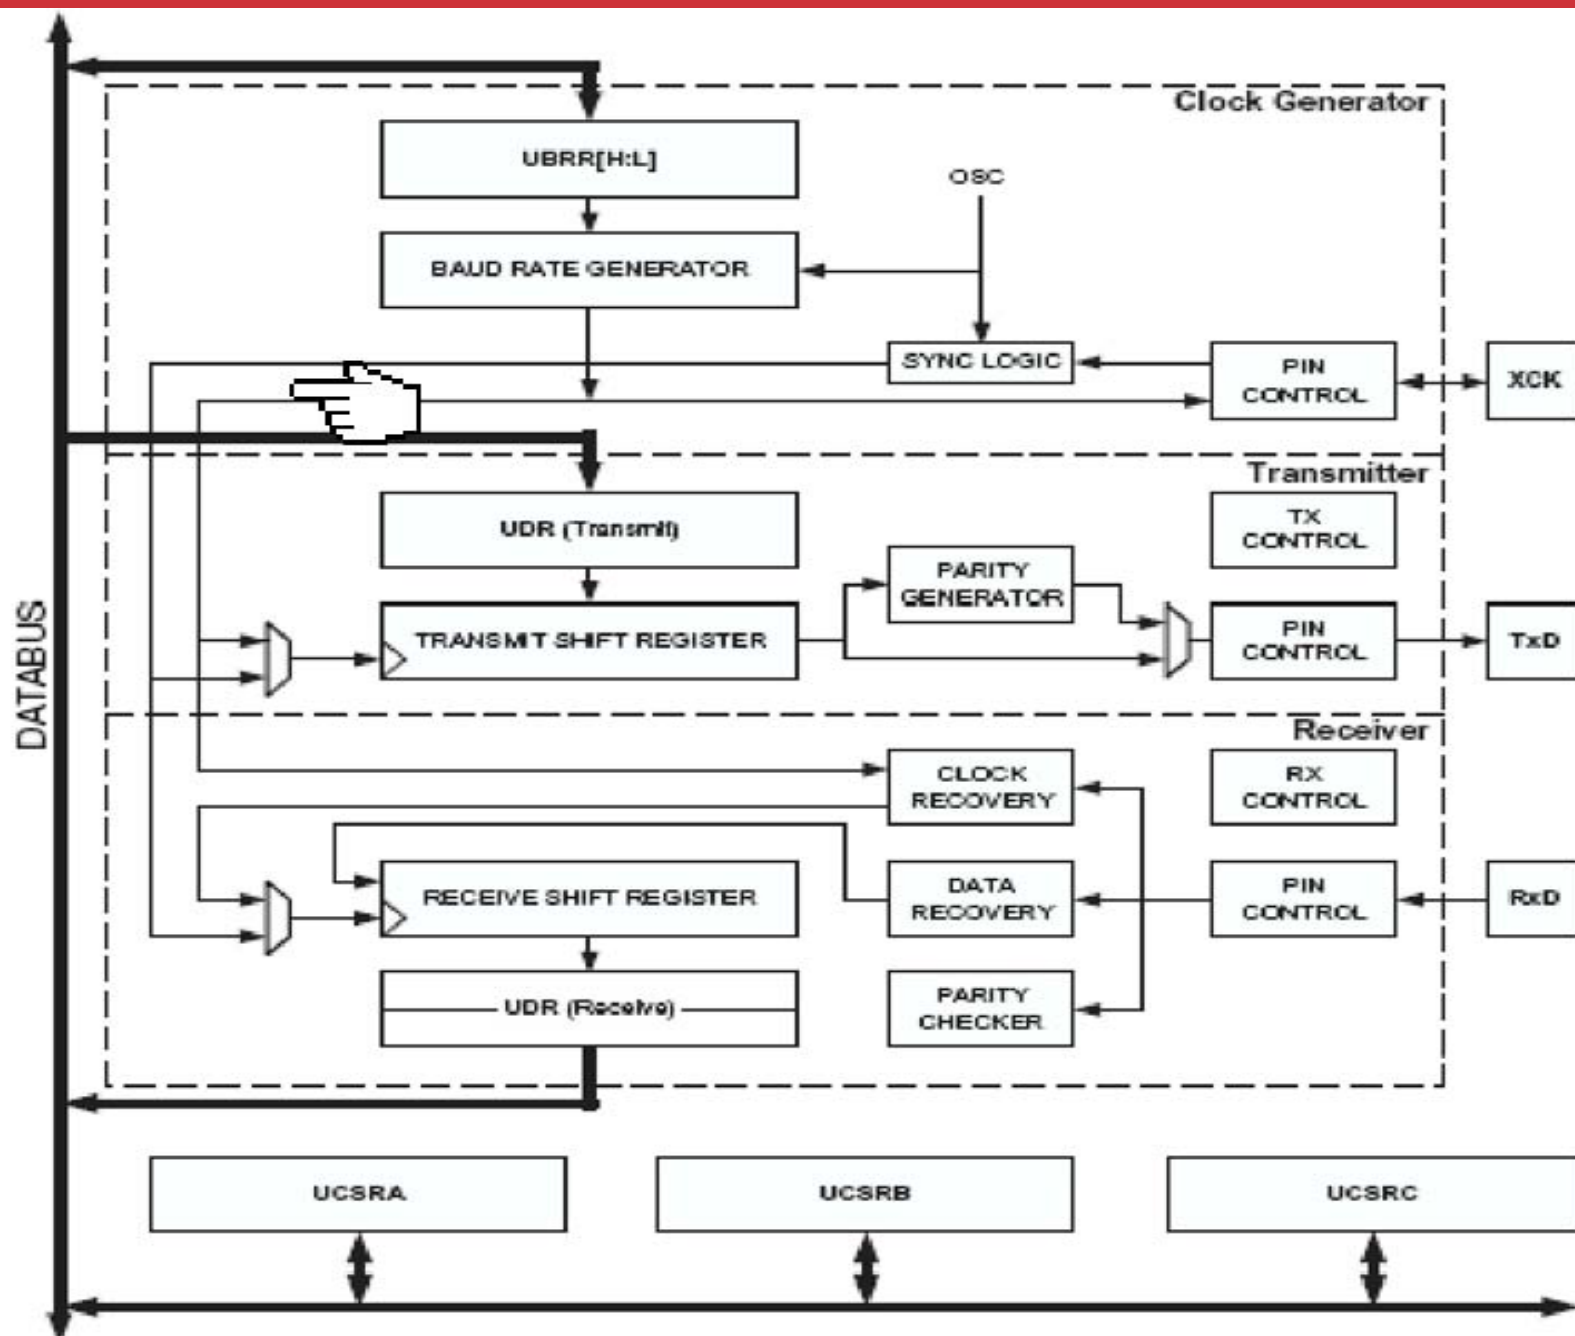 Clock Generator
UBRR[H:L]
OSC
BAUD RATE GENERATOR
SYNC LOGIC
PIN
CONTROL
XCK
Transmitter
UDR (Transmit)
TX
CONTROL
PARITY
GENERATOR
TRANSMIT SHIFT REGISTER
PIN
CONTROL
TxD
DATABUS
Receiver
CLOCK
RECOVERY
RX
CONTROL
RECEIVE SHIFT REGISTER
DATA
RECOVERY
PIN
CONTROL
RxD
UDR (Receive)
PARITY
CHECKER
UCSRA
UCSRB
UCSRC